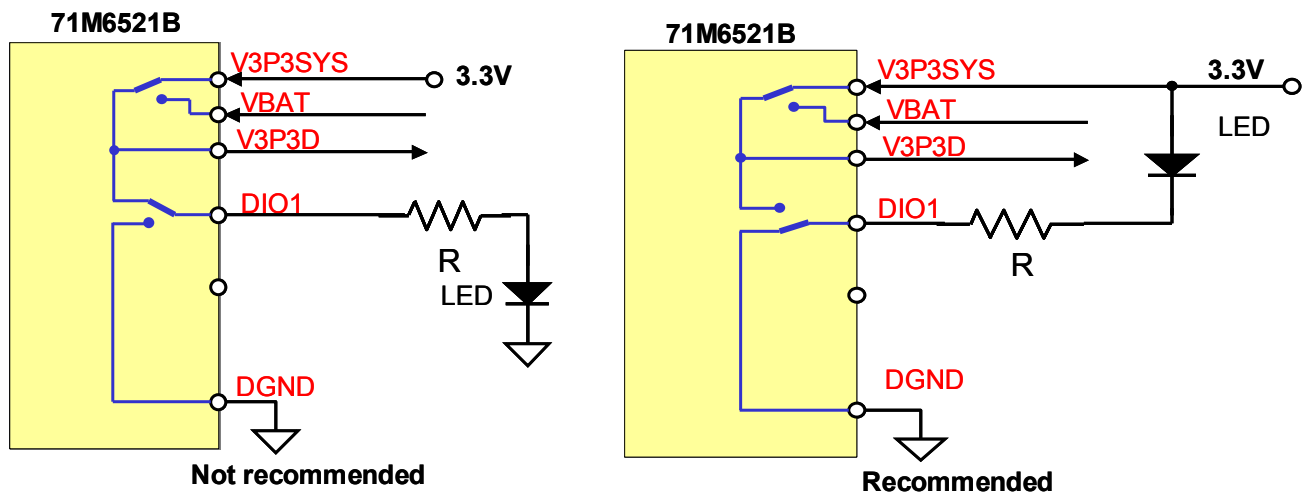 71M6521B
V3P3SYS
3.3V
VBAT
V3P3D
DIO1
R
LED
DGND
Not recommended
71M6521B
V3P3SYS
3.3V
VBAT
LED
V3P3D
DIO1
R
DGND
Recommended